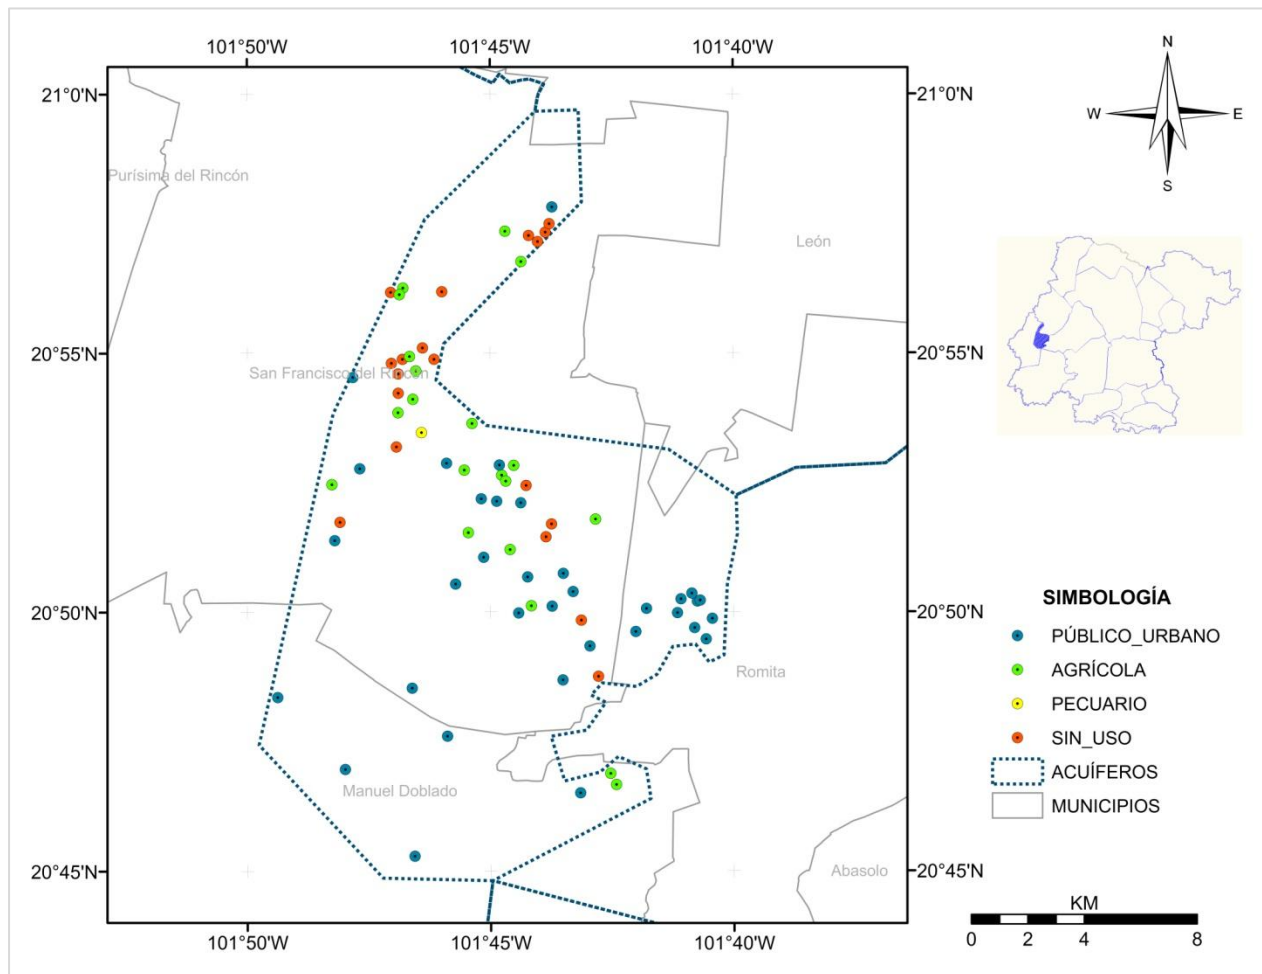 101°50'W 101°45'W 101°40'W
N
21°0'N 21°0'N
W E
Purísima del Rincón
S
León
20°55'N 20°55'N
San Francisco del Rincón
SIMBOLOGÍA
20°50'N 20°50'N
PÚBLICO_URBANO
AGRÍCOLA
Romita
PECUARIO
SIN_USO
ACUÍFEROS
Manuel Doblado
MUNICIPIOS
20°45'N 20°45'N
Abasolo
KM
0 2 4 8
101°50'W 101°45'W 101°40'W